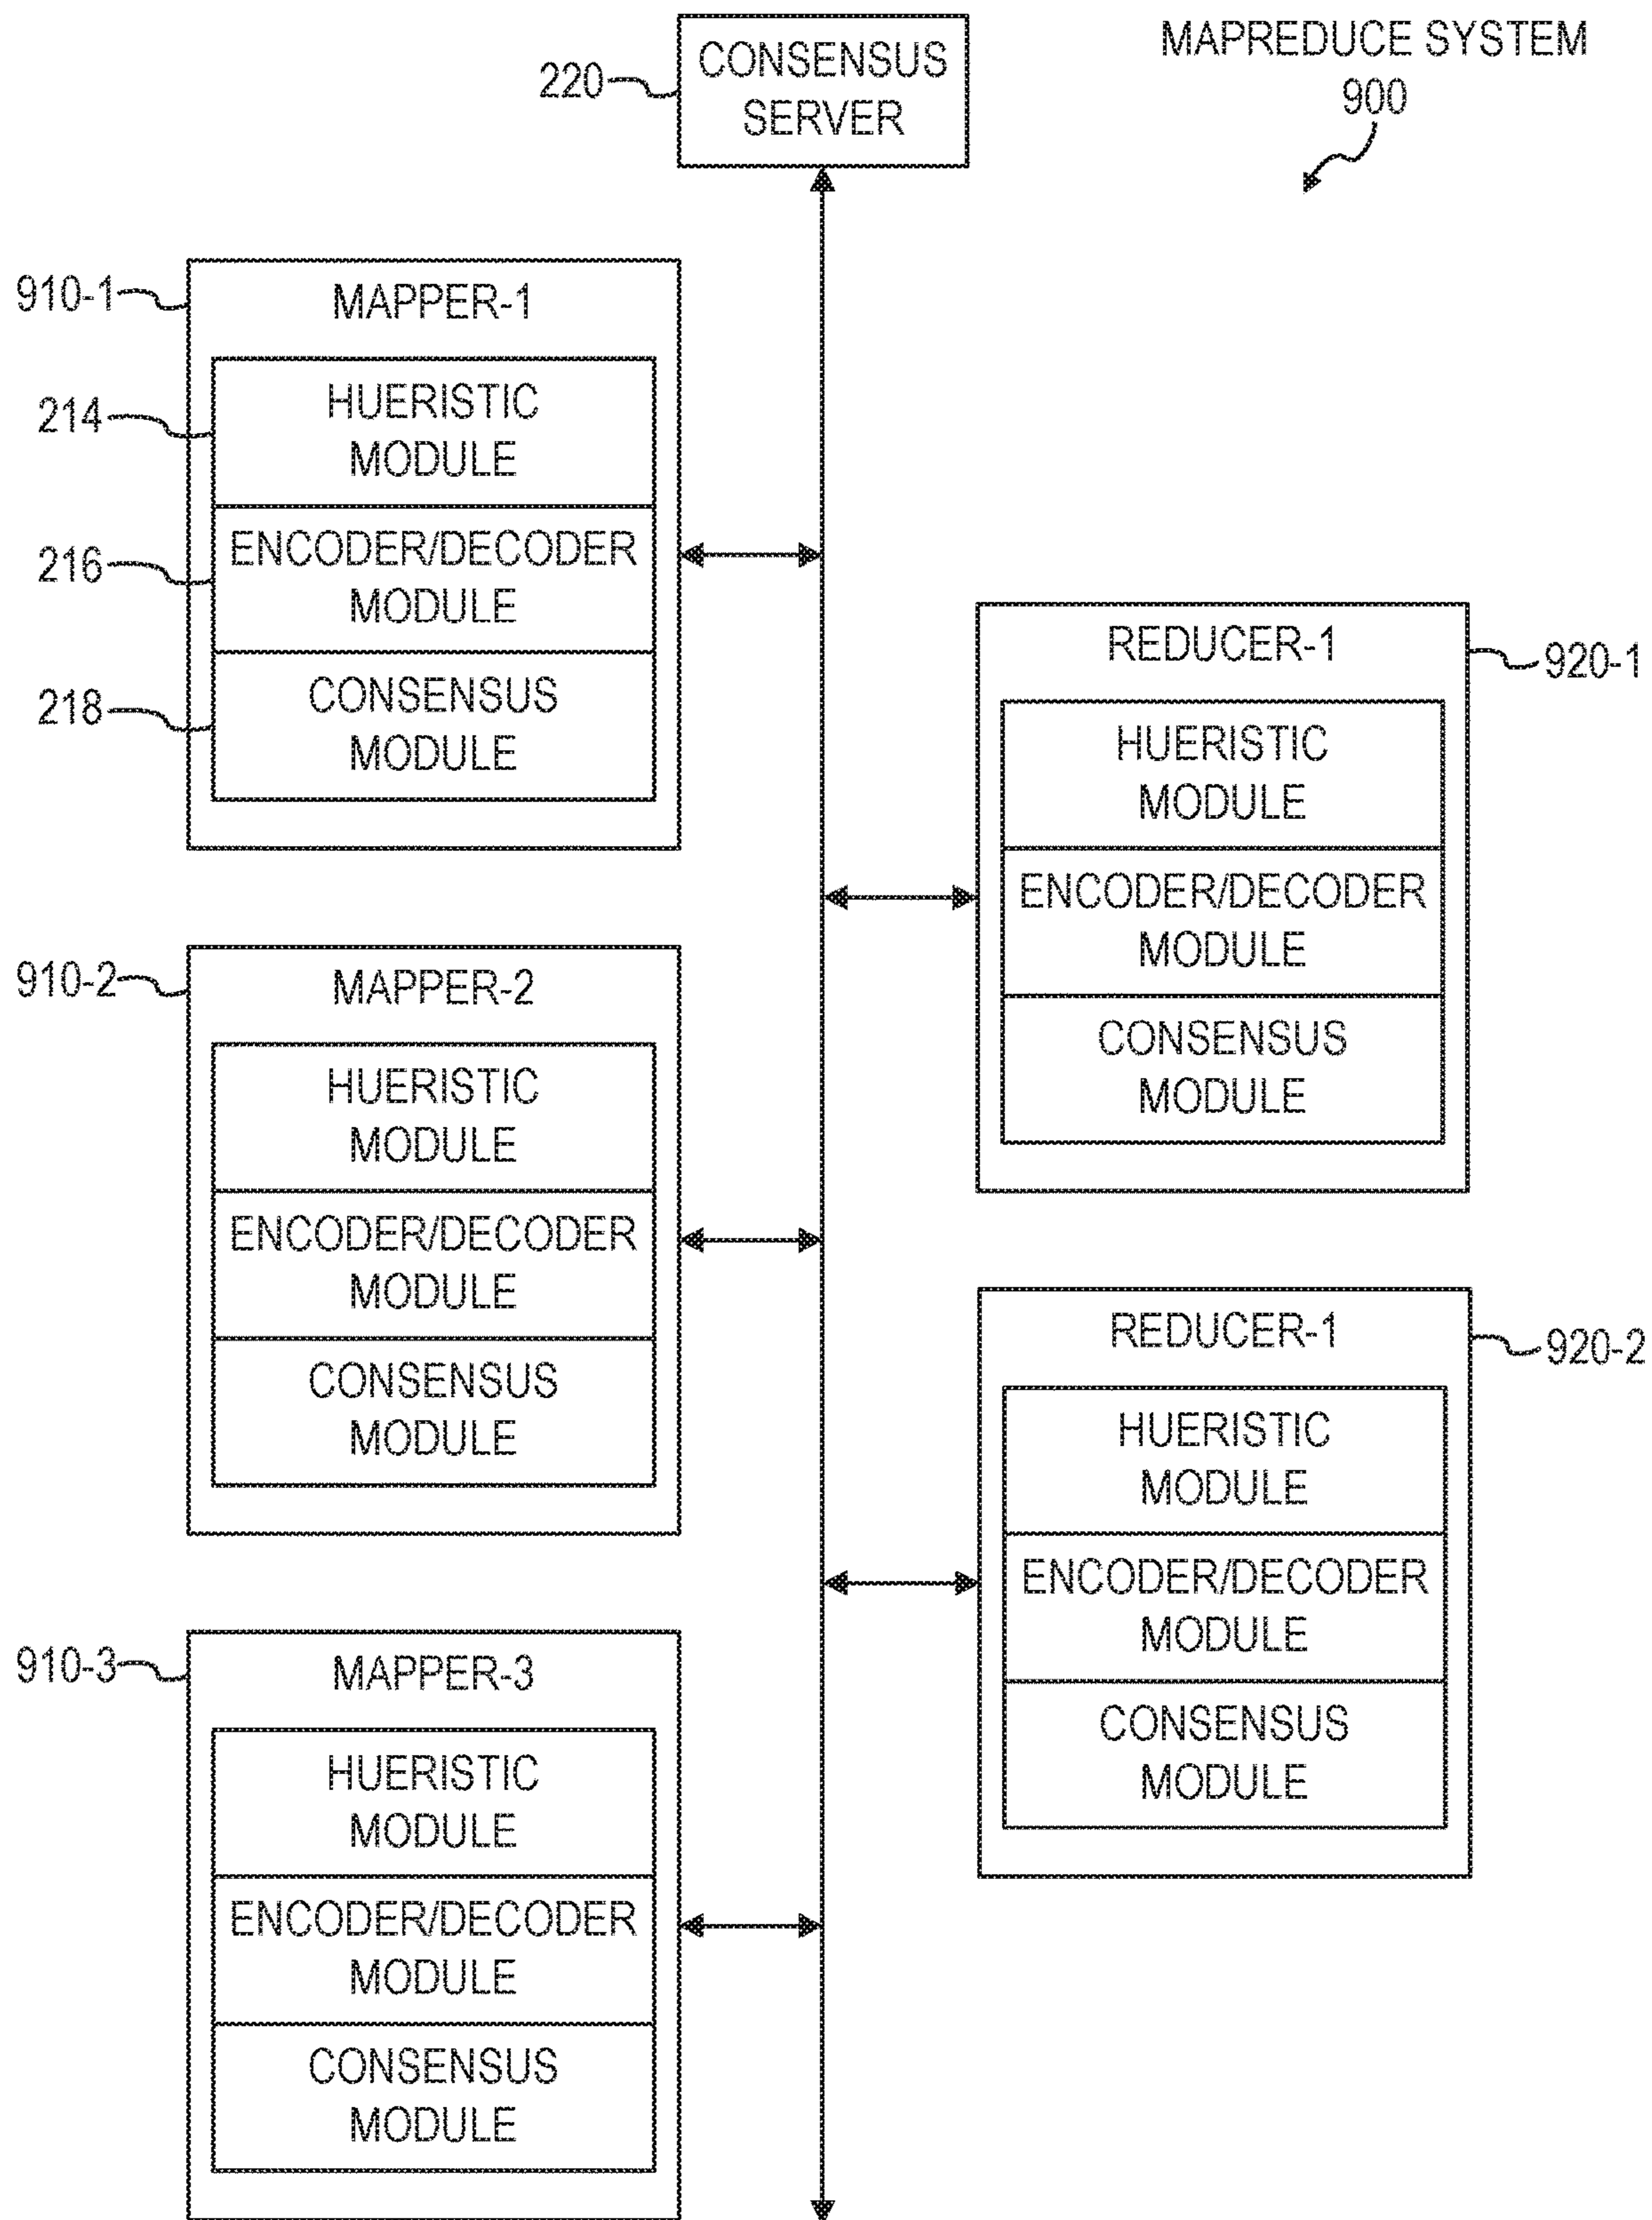 CONSENSUS
SERVER
220
MAPREDUCE SYSTEM
900
910-1
MAPPER-1
214
HUERISTIC
MODULE
216
ENCODER/DECODER
MODULE
218
CONSENSUS
MODULE
REDUCER-1
920-1
HUERISTIC
MODULE
ENCODER/DECODER
MODULE
CONSENSUS
MODULE
910-2
MAPPER-2
HUERISTIC
MODULE
ENCODER/DECODER
MODULE
CONSENSUS
MODULE
REDUCER-1
920-2
HUERISTIC
MODULE
ENCODER/DECODER
MODULE
CONSENSUS
MODULE
910-3
MAPPER-3
HUERISTIC
MODULE
ENCODER/DECODER
MODULE
CONSENSUS
MODULE